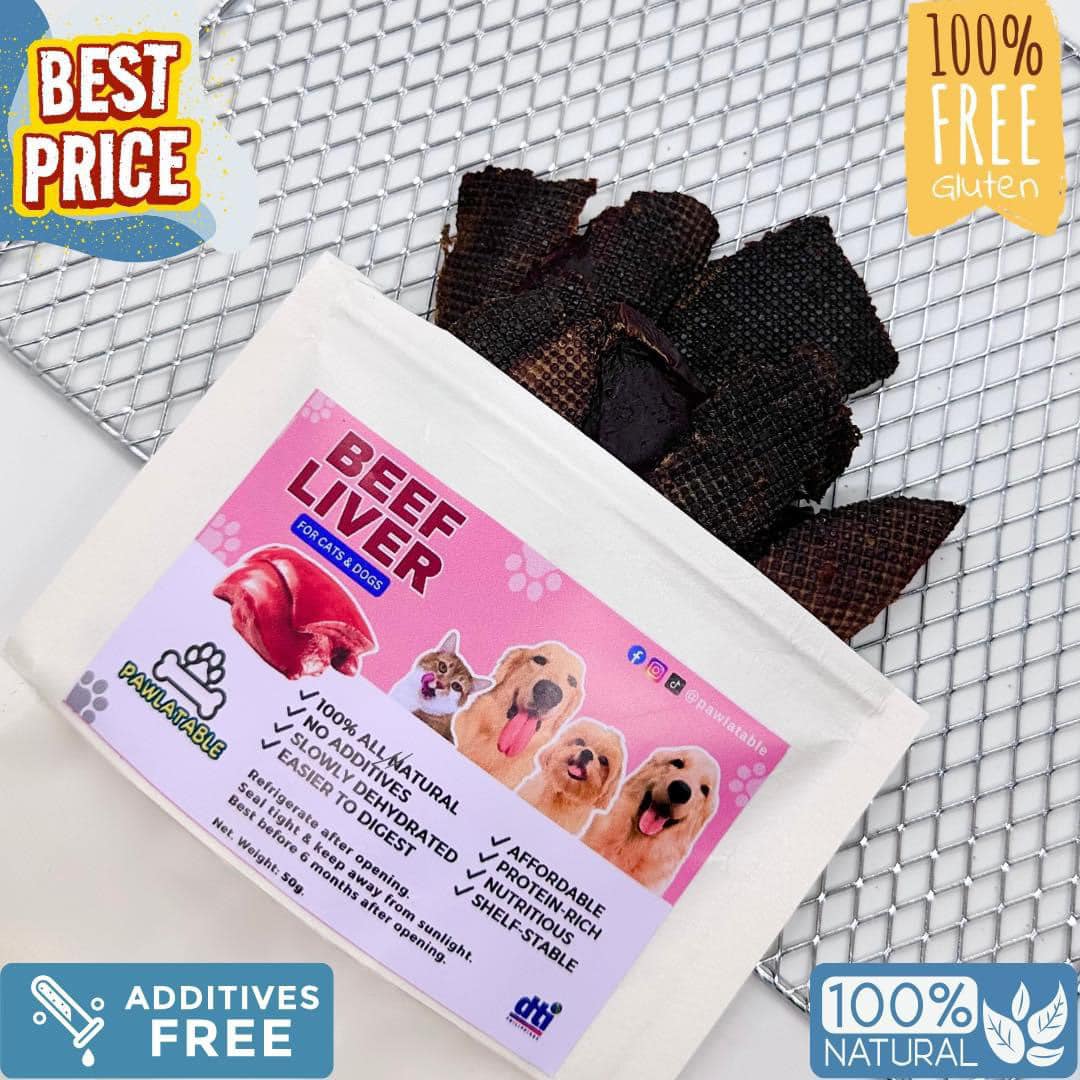 BEST
PRICE
100%
FREE
Gluten
BEEF
LIVER
FOR CATS & DOGS
@pawlatable
PAWLATABLE
✓ 100% ALL NATURAL
✓ NO ADDITIVES
✓ SLOWLY DEHYDRATED
✓ EASIER TO DIGEST
✓ AFFORDABLE
✓ PROTEIN-RICH
✓ NUTRITIOUS
✓ SHELF-STABLE
Refrigerate after opening.
Seal tight & keep away from sunlight.
Best before 6 months after opening.
Net. Weight: 50g.
dti
PHILIPPINES
ADDITIVES
FREE
100%
NATURAL